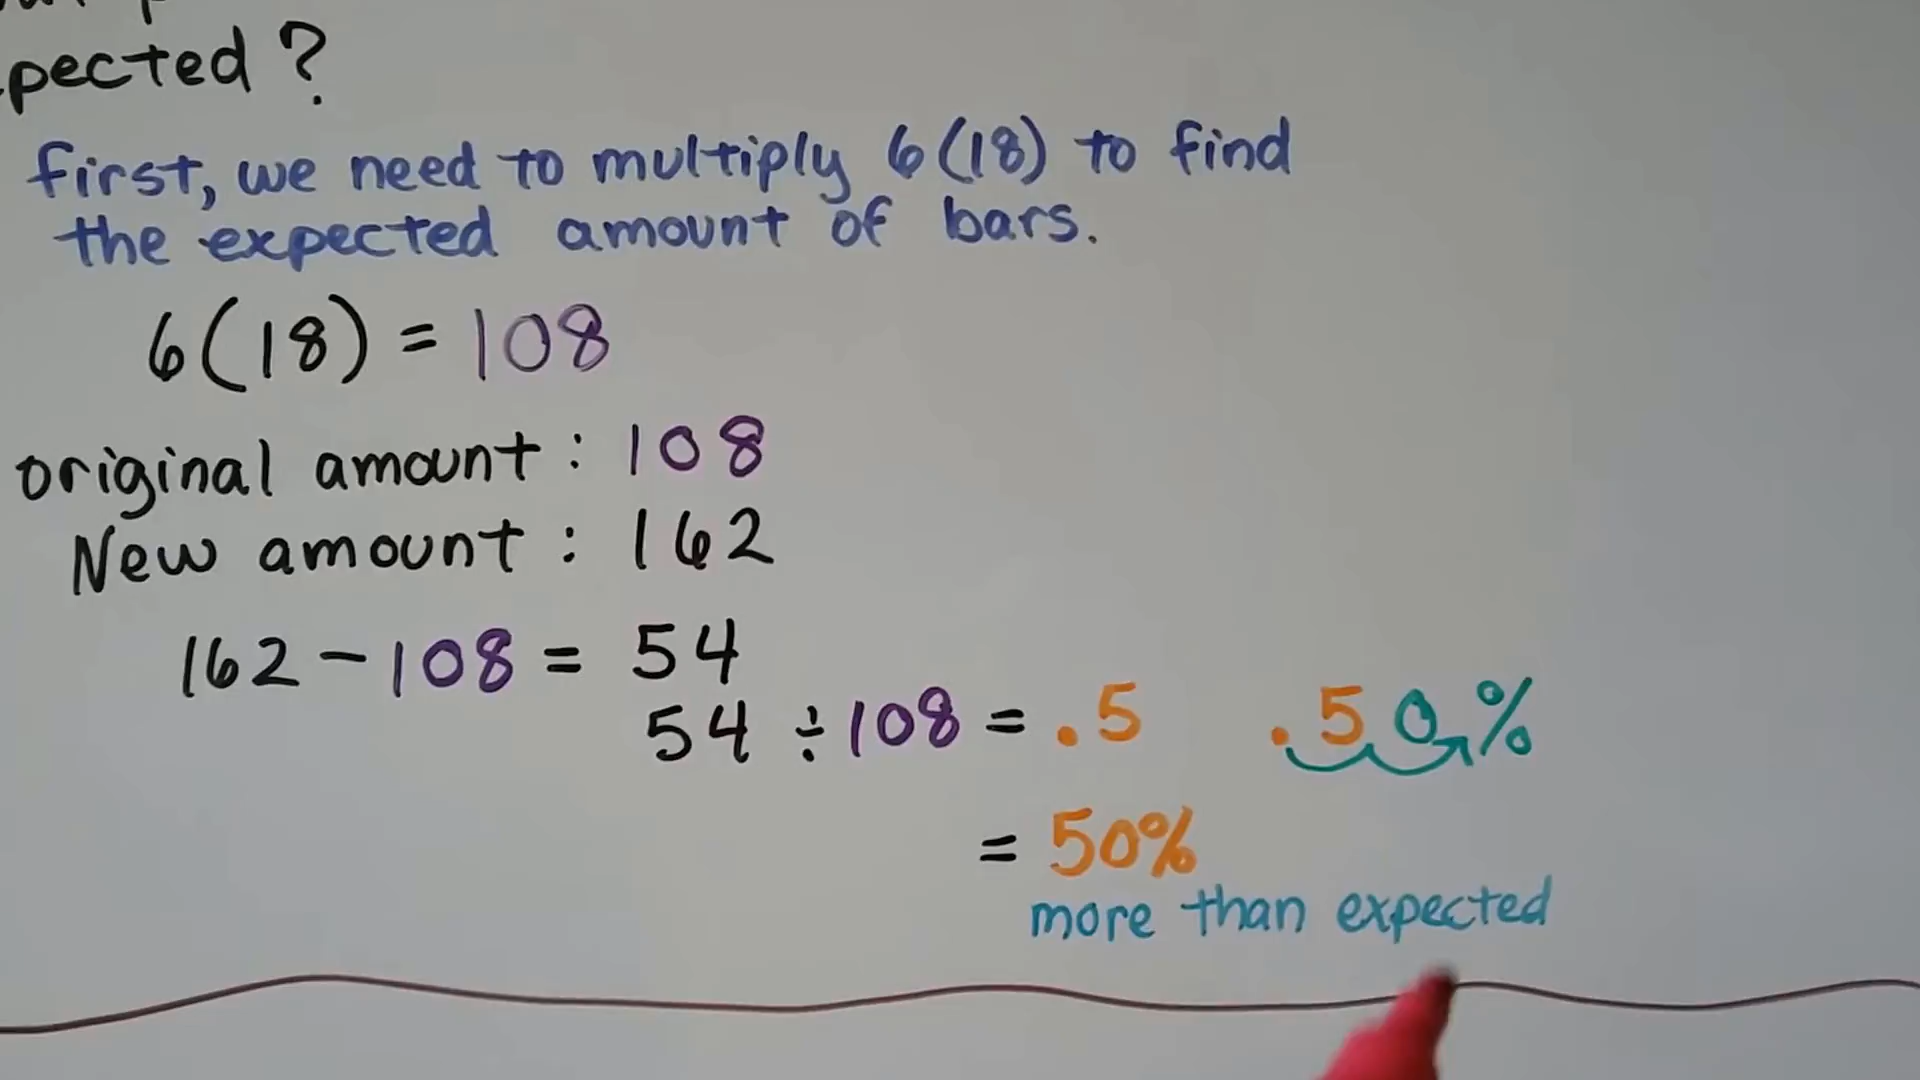 pected?
first, we need to multiply 6(18) to find
the expected amount of bars.
6(18) = 108
original amount: 108
New amount: 162
162 - 108 = 54
54 ÷ 108 = .5 .50%
= 50%
more than expected